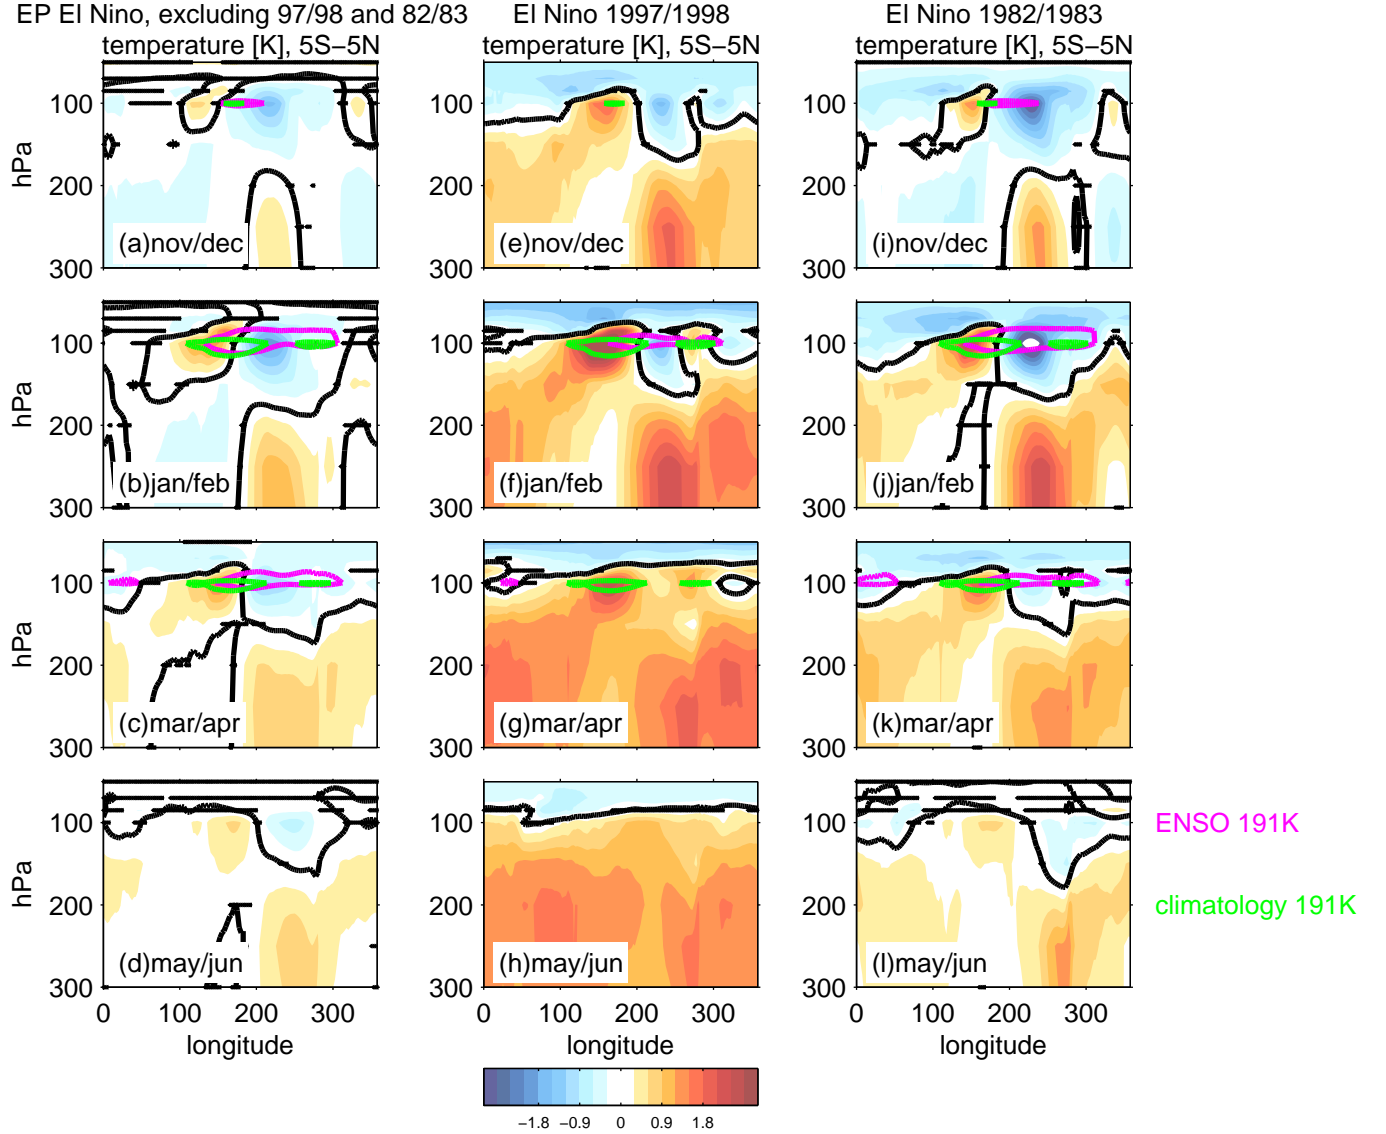 EP El Nino, excluding 97/98 and 82/83
temperature [K], 5S−5N
El Nino 1997/1998
temperature [K], 5S−5N
El Nino 1982/1983
temperature [K], 5S−5N
hPa
100
200
300
(a)nov/dec
100
200
300
(e)nov/dec
100
200
300
(i)nov/dec
hPa
100
200
300
(b)jan/feb
100
200
300
(f)jan/feb
100
200
300
(j)jan/feb
hPa
100
200
300
(c)mar/apr
100
200
300
(g)mar/apr
100
200
300
(k)mar/apr
hPa
100
200
300
(d)may/jun
0 100 200 300
longitude
100
200
300
(h)may/jun
0 100 200 300
longitude
100
200
300
(l)may/jun
0 100 200 300
longitude
ENSO 191K
climatology 191K
−1.8 −0.9 0 0.9 1.8